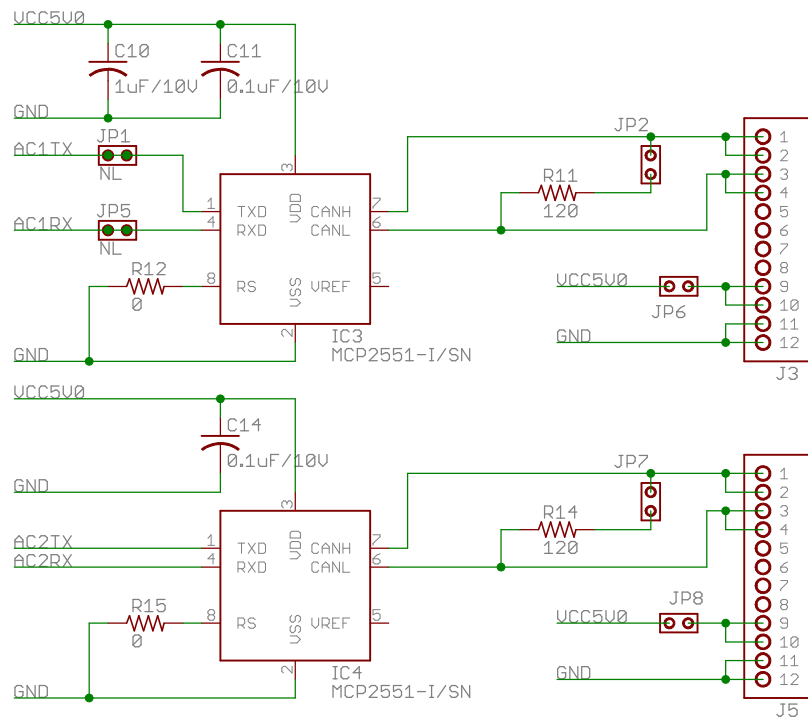 VCC5V0
C10
C11
1uF/10V
0.1uF/10V
GND
JP1
AC1TX
NL
JP5
AC1RX
NL
R12
0
GND
3
1
TXD
VDD
CANH
7
4
RXD
CANL
6
8
RS
VSS
VREF
5
2
IC3
MCP2551-I/SN
JP2
R11
120
VCC5V0
JP6
GND
1
2
3
4
5
6
7
8
9
10
11
12
J3
VCC5V0
C14
0.1uF/10V
GND
AC2TX
AC2RX
R15
0
GND
3
1
TXD
VDD
CANH
7
4
RXD
CANL
6
8
RS
VSS
VREF
5
2
IC4
MCP2551-I/SN
JP7
R14
120
VCC5V0
JP8
GND
1
2
3
4
5
6
7
8
9
10
11
12
J5